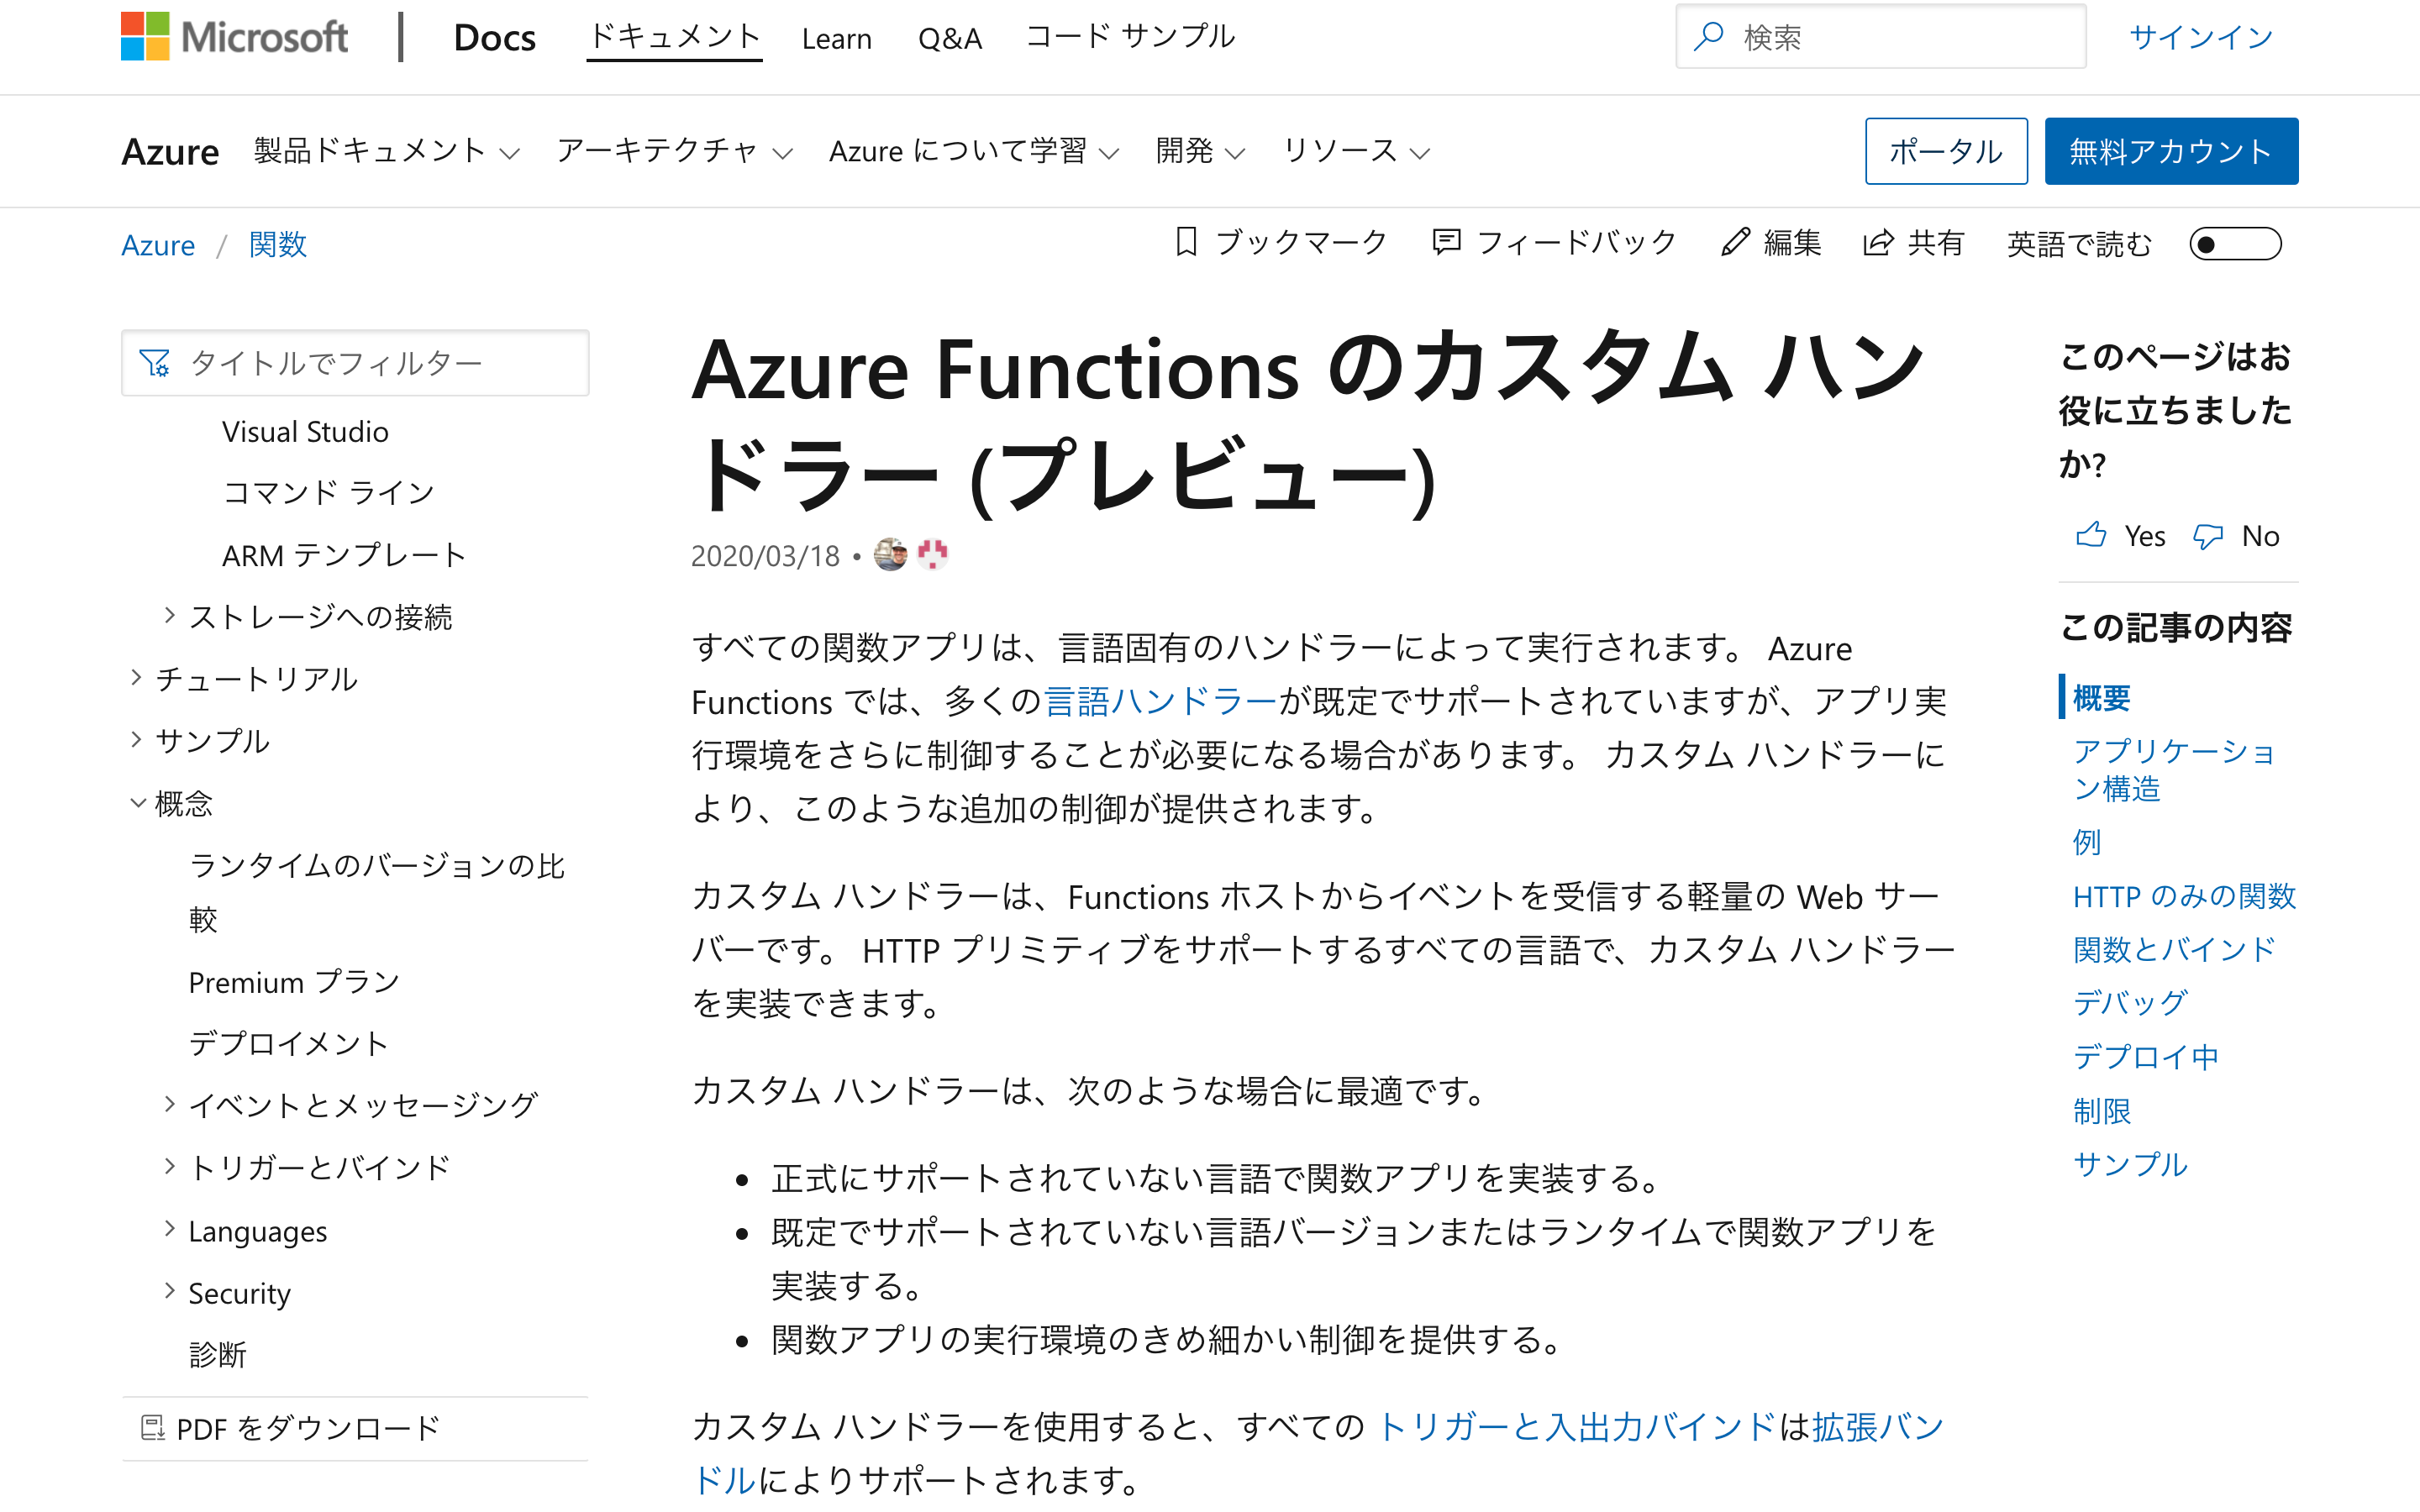 Microsoft Docs ドキュメント Learn Q&A コード サンプル 検索 サインイン
Azure 製品ドキュメント アーキテクチャ Azure について学習 開発 リソース ポータル 無料アカウント
Azure / 関数 ブックマーク フィードバック 編集 共有 英語で読む
タイトルでフィルター
Visual Studio
コマンド ライン
ARM テンプレート
ストレージへの接続
チュートリアル
サンプル
概念
ランタイムのバージョンの比
較
Premium プラン
デプロイメント
イベントとメッセージング
トリガーとバインド
Languages
Security
診断
PDF をダウンロード
Azure Functions のカスタム ハン
ドラー (プレビュー)
2020/03/18 •
すべての関数アプリは、言語固有のハンドラーによって実行されます。 Azure
Functions では、多くの言語ハンドラーが既定でサポートされていますが、アプリ実
行環境をさらに制御することが必要になる場合があります。 カスタム ハンドラーに
より、このような追加の制御が提供されます。
カスタム ハンドラーは、Functions ホストからイベントを受信する軽量の Web サー
バーです。 HTTP プリミティブをサポートするすべての言語で、カスタム ハンドラー
を実装できます。
カスタム ハンドラーは、次のような場合に最適です。
• 正式にサポートされていない言語で関数アプリを実装する。
• 既定でサポートされていない言語バージョンまたはランタイムで関数アプリを
実装する。
• 関数アプリの実行環境のきめ細かい制御を提供する。
カスタム ハンドラーを使用すると、すべての トリガーと入出力バインドは拡張バン
ドルによりサポートされます。
このページはお
役に立ちました
か?
Yes No
この記事の内容
概要
アプリケーショ
ン構造
例
HTTP のみの関数
関数とバインド
デバッグ
デプロイ中
制限
サンプル